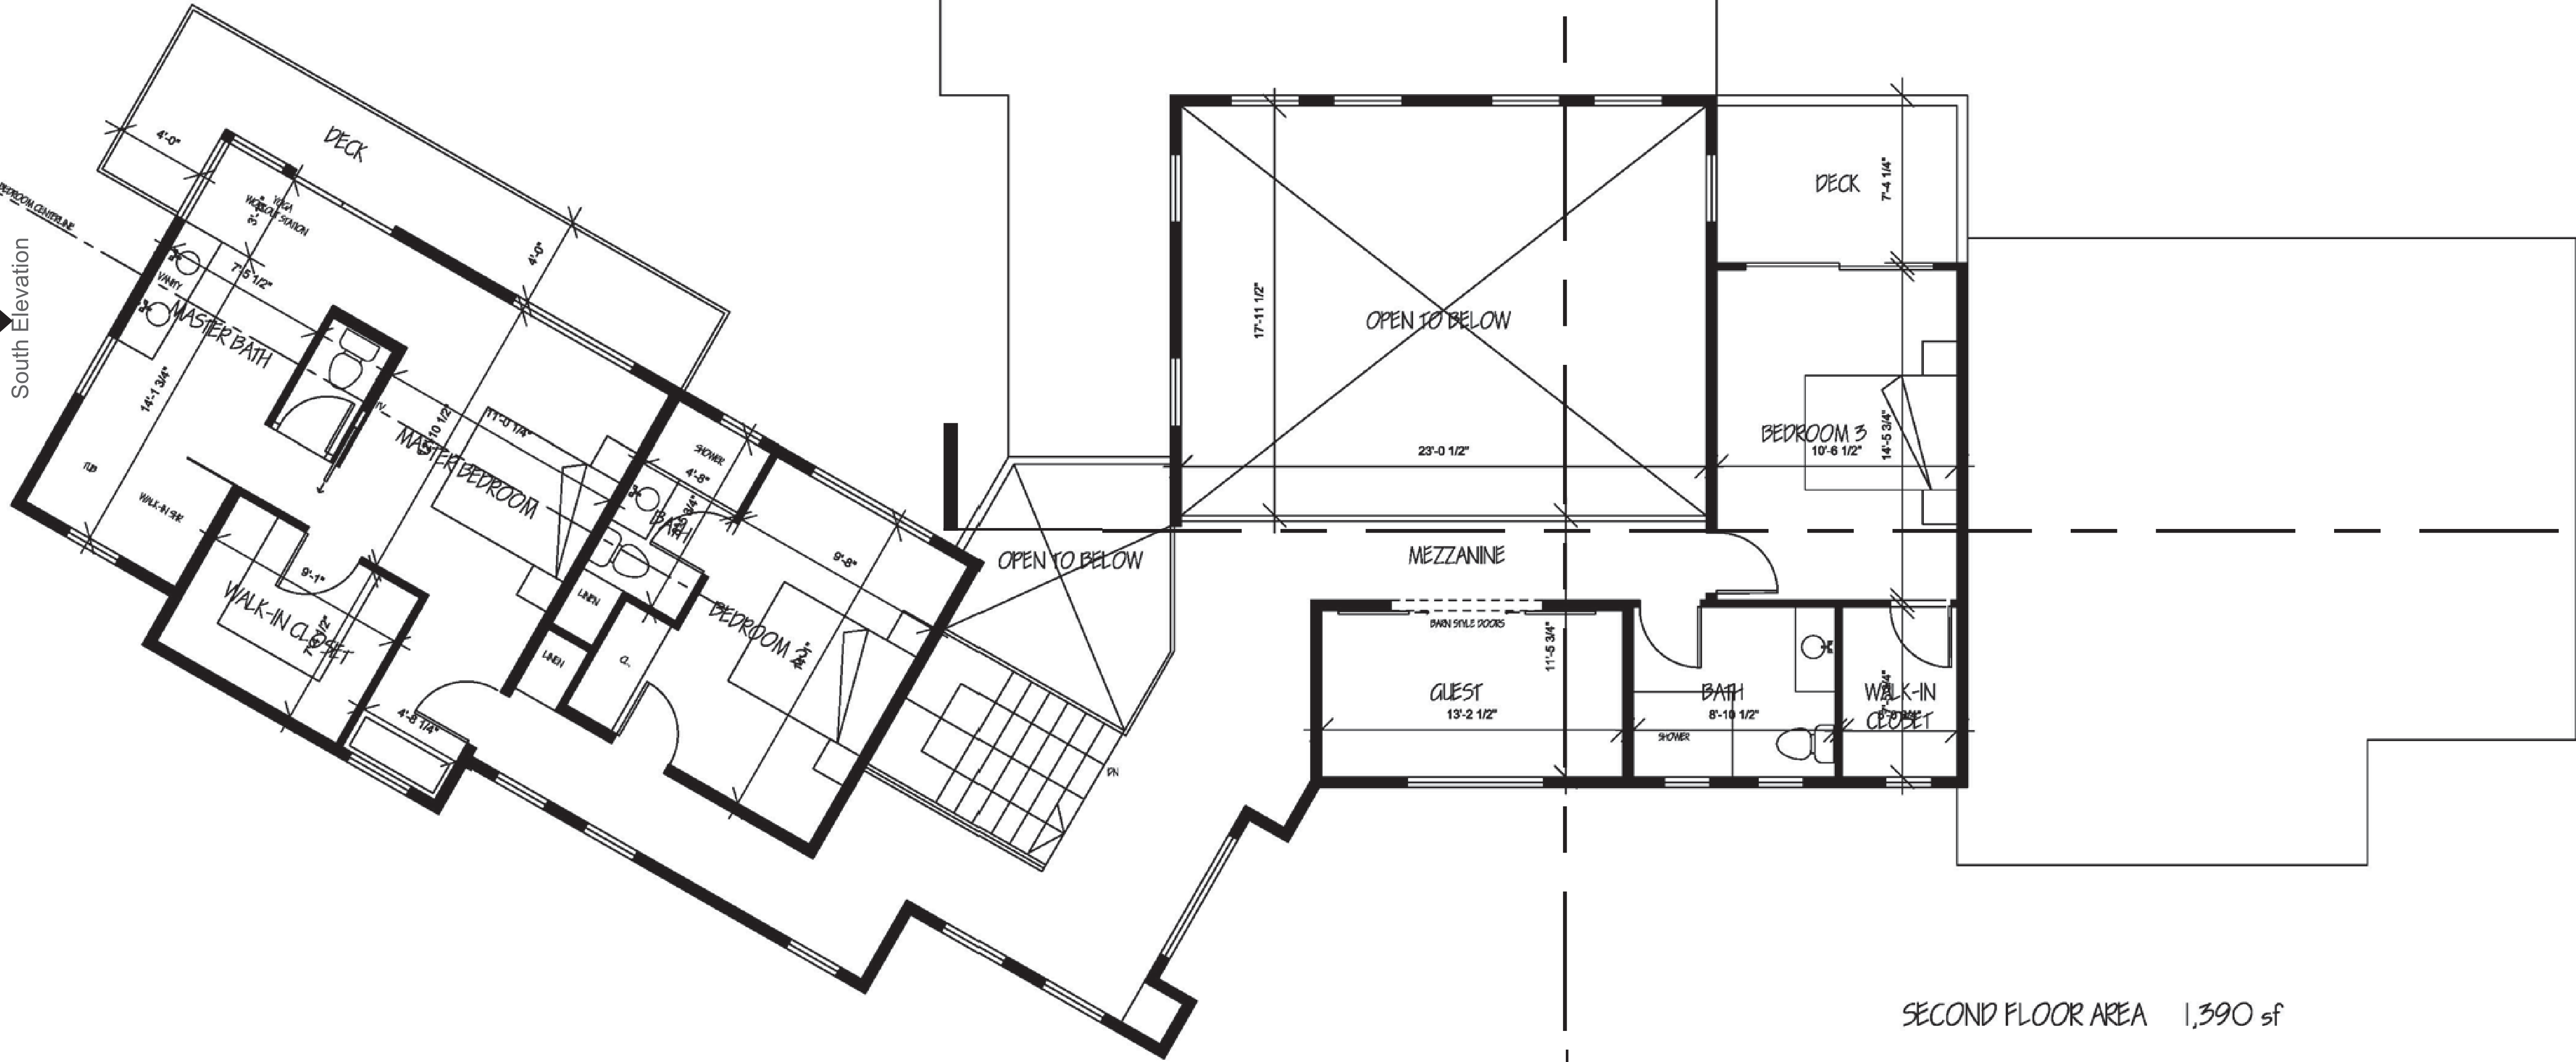 South Elevation
DECK
4'-0"
4'-0"
YOGA
WORKOUT STATION
VANITY
7'-5 1/2"
MASTER BATH
14'-1 3/4"
TUB
WALK-IN SHR
11'-0 1/4"
MASTER BEDROOM
9'-1"
WALK-IN CLOSET
4'-8 1/4"
SHOWER
4'-8"
BATH
LINEN
LINEN
CL.
9'-8"
BEDROOM 2
OPEN TO BELOW
DN
17'-11 1/2"
OPEN TO BELOW
23'-0 1/2"
DECK
7'-4 1/4"
BEDROOM 3
10'-6 1/2"
14'-5 3/4"
MEZZANINE
BARN STYLE DOORS
11'-5 3/4"
GUEST
13'-2 1/2"
BATH
8'-10 1/2"
SHOWER
WALK-IN
CLOSET
SECOND FLOOR AREA 1,390 sf